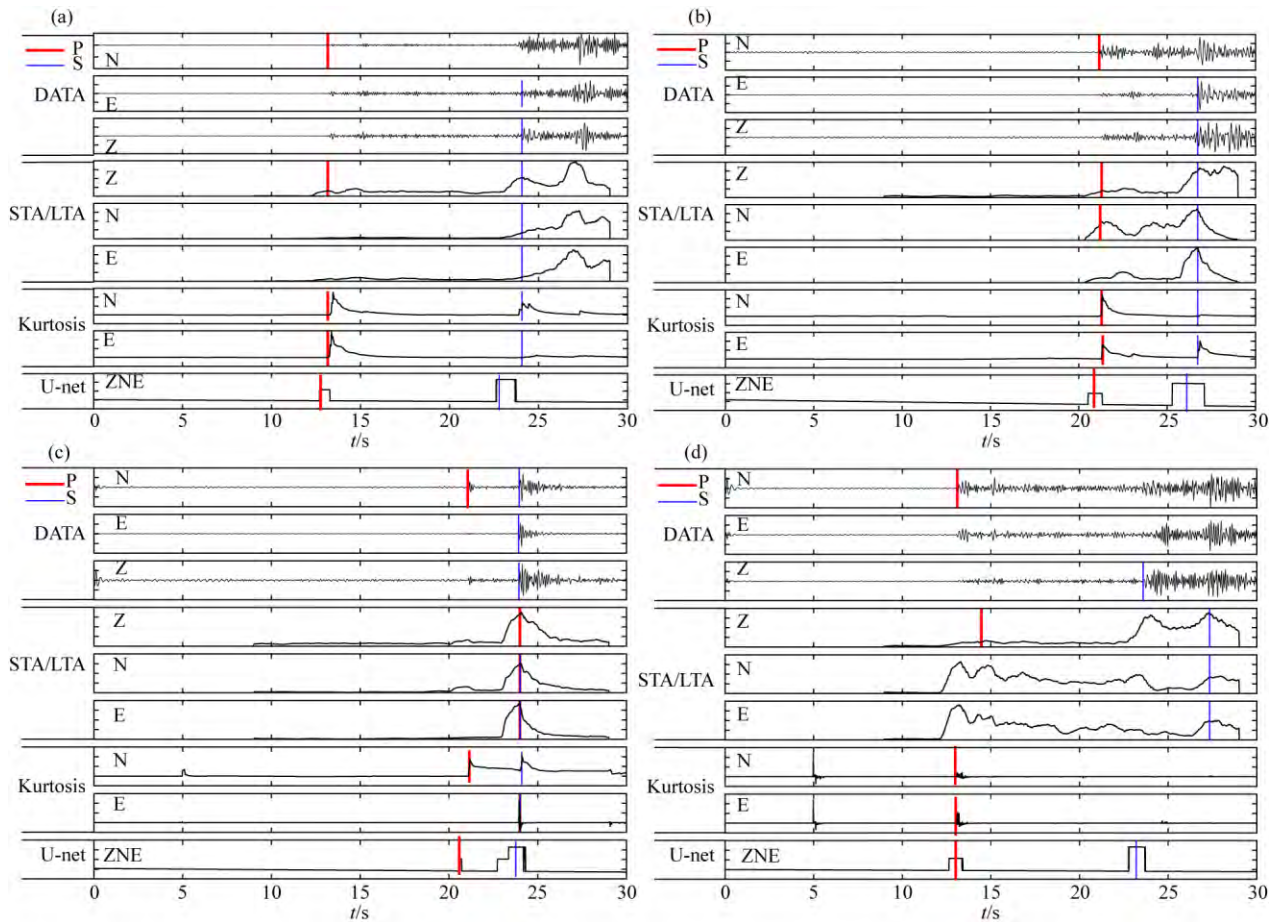 (a)
P
S
N
DATA
E
Z
Z
STA/LTA
N
E
N
Kurtosis
E
U-net
ZNE
0 5 10 15 20 25 30
t/s
(b)
P
S
N
DATA
E
Z
Z
STA/LTA
N
E
N
Kurtosis
E
U-net
ZNE
0 5 10 15 20 25 30
t/s
(c)
P
S
N
DATA
E
Z
Z
STA/LTA
N
E
N
Kurtosis
E
U-net
ZNE
0 5 10 15 20 25 30
t/s
(d)
P
S
N
DATA
E
Z
Z
STA/LTA
N
E
N
Kurtosis
E
U-net
ZNE
0 5 10 15 20 25 30
t/s